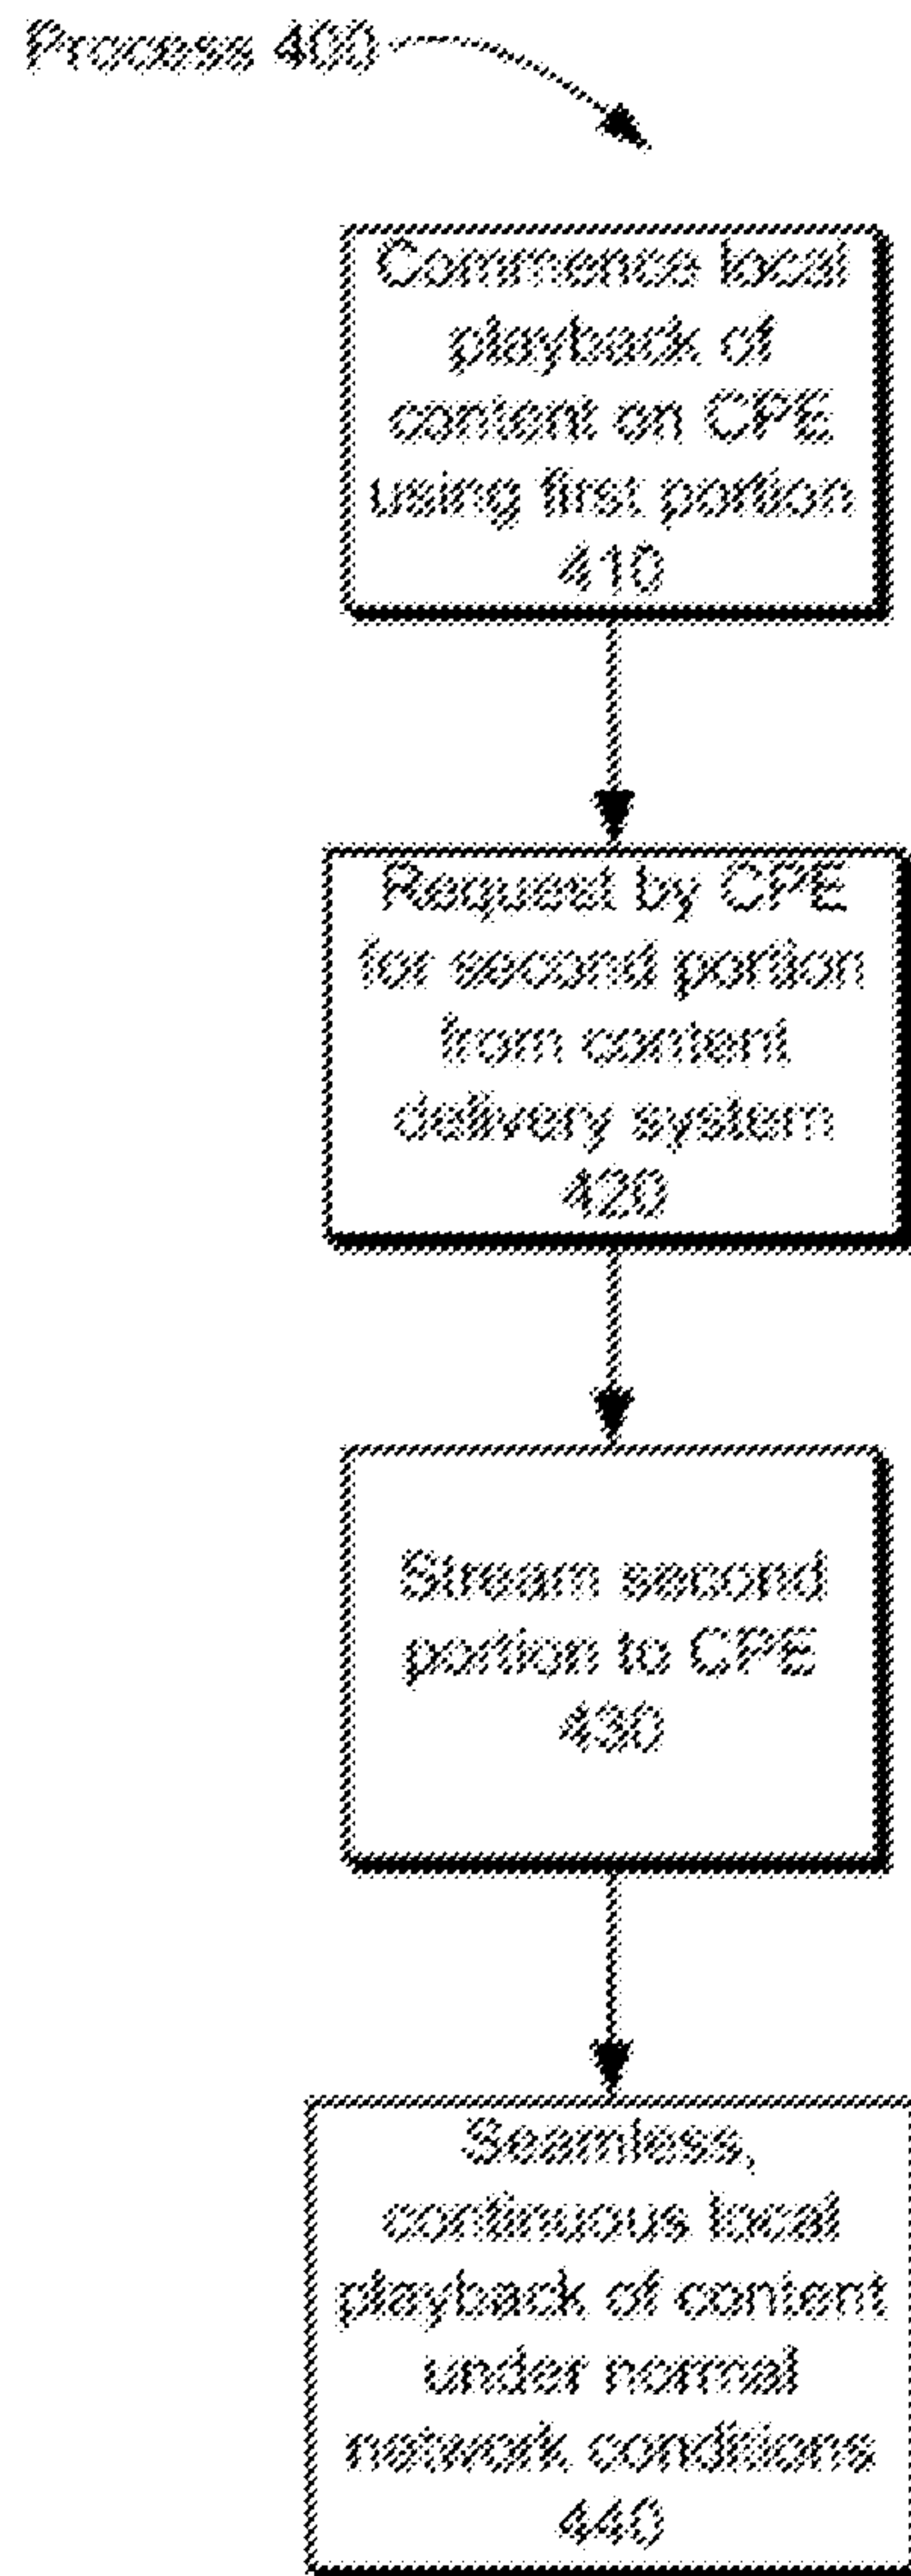 Process 400
Commence local
playback of
content on CPE
using first portion
410
Request by CPE
for second portion
from content
delivery system
420
Stream second
portion to CPE
430
Seamless,
continuous local
playback of content
under normal
network conditions
440